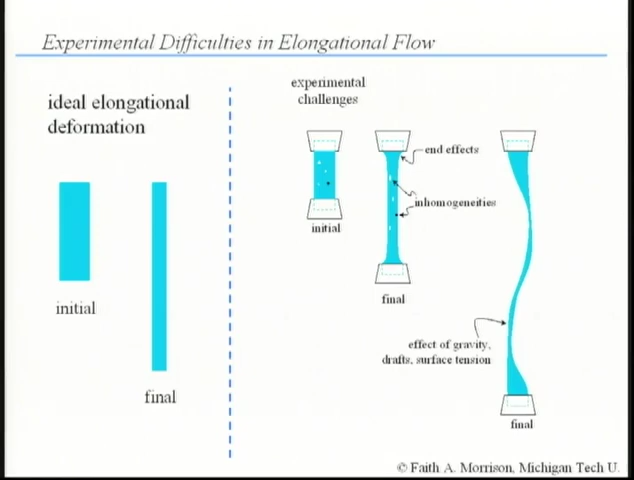 Experimental Difficulties in Elongational Flow
ideal elongational
deformation
initial
final
experimental
challenges
initial
end effects
inhomogeneities
final
effect of gravity,
drafts, surface tension
final
© Faith A. Morrison, Michigan Tech U.